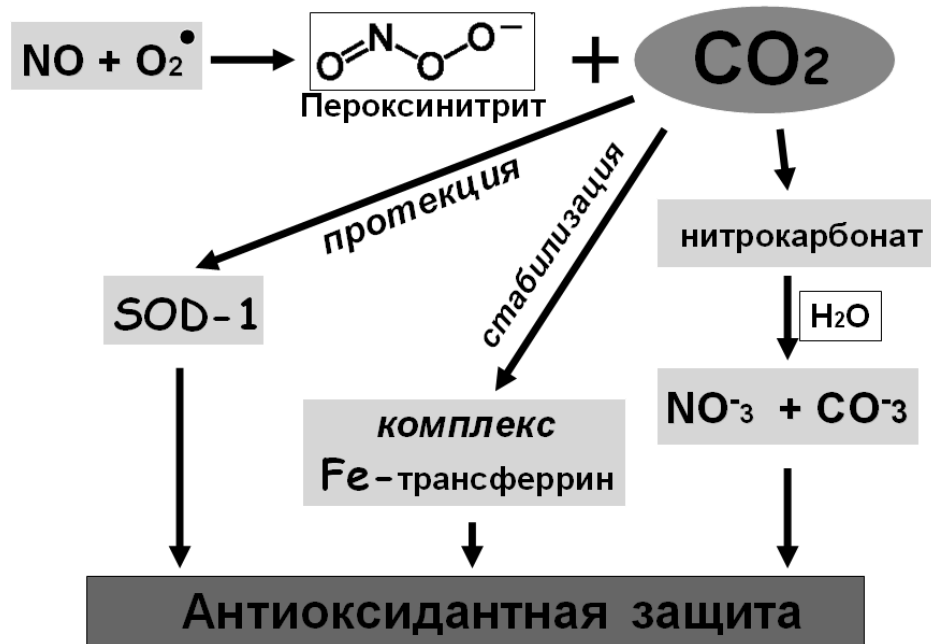 NO + O₂•
O=N-O-O⁻
+
CO₂
Пероксинитрит
протекция
стабилизация
нитрокарбонат
H₂O
SOD-1
NO⁻₃ + CO⁻₃
комплекс
Fe-трансферрин
Антиоксидантная защита